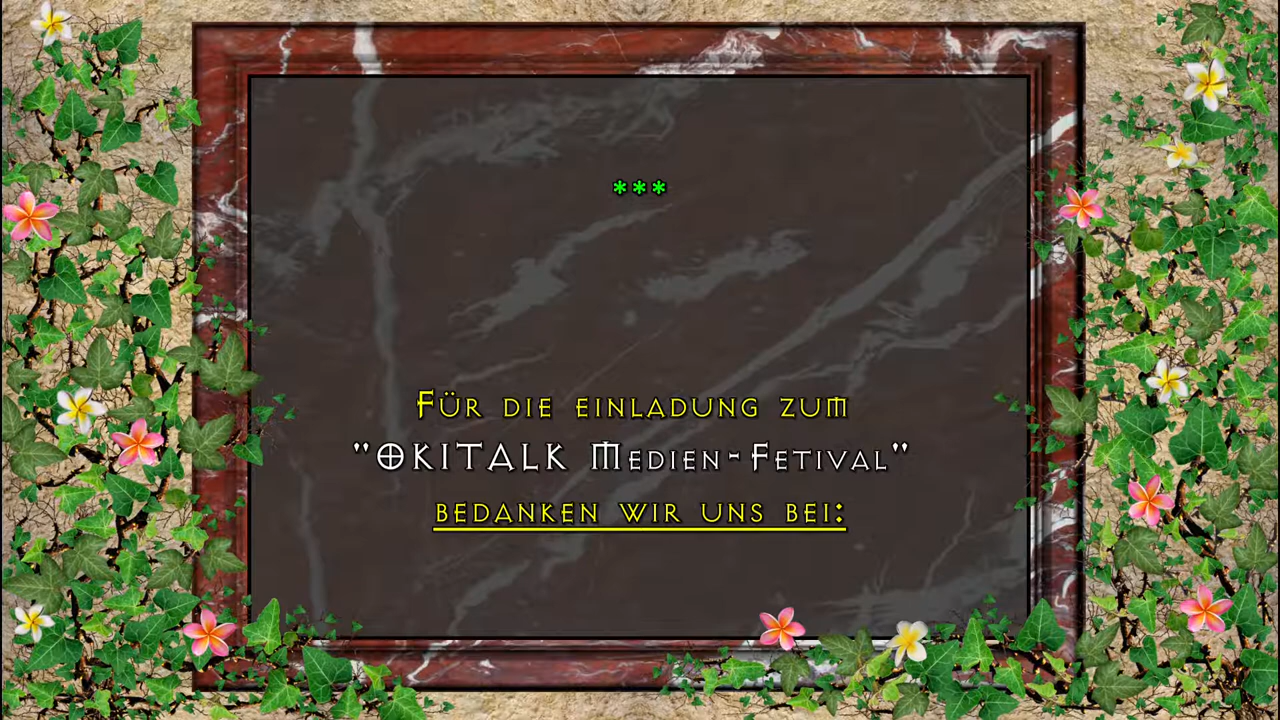 ***
Für die einladung zum
"OKITALK Medien-Fetival"
bedanken wir uns bei: